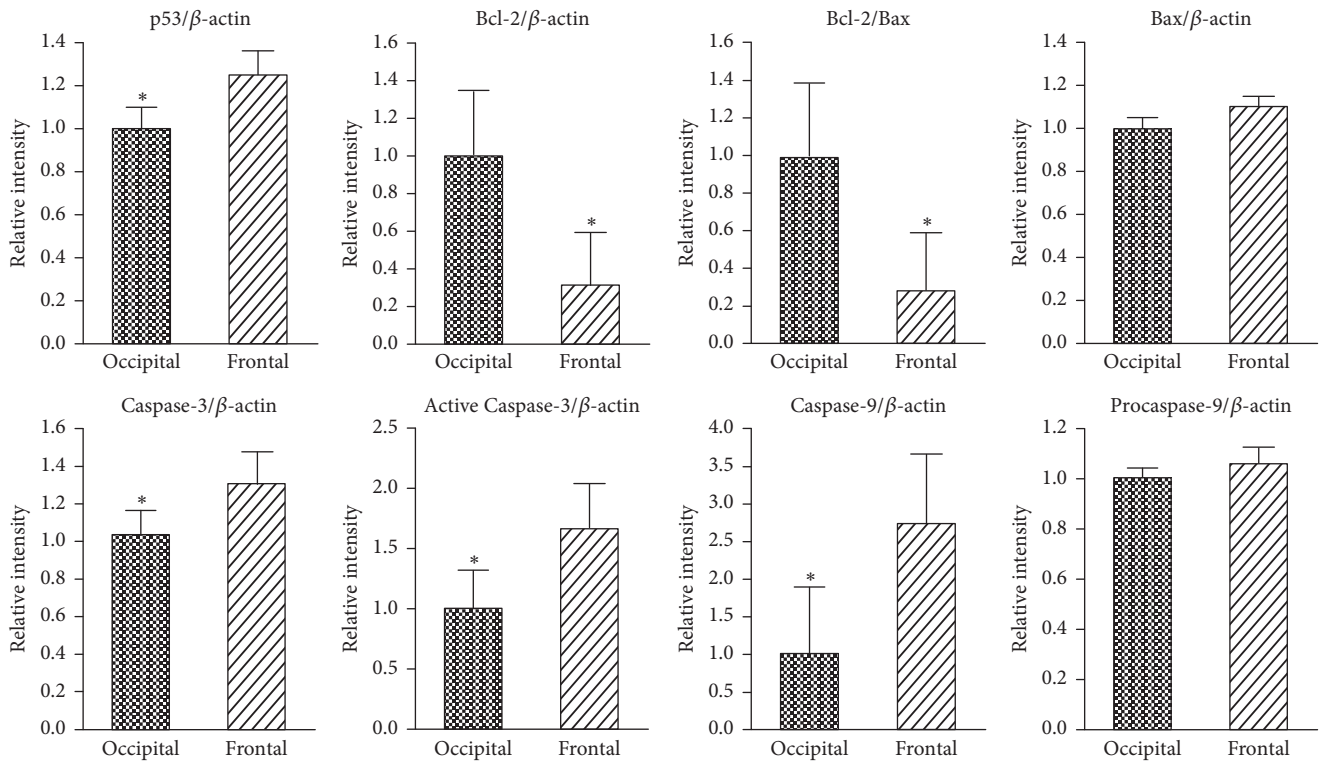 p53/β-actin
Relative intensity
1.4
1.2
1.0
0.8
0.6
0.4
0.2
0.0
*
Occipital Frontal
Bcl-2/β-actin
Relative intensity
1.6
1.4
1.2
1.0
0.8
0.6
0.4
0.2
0.0
*
Occipital Frontal
Bcl-2/Bax
Relative intensity
1.6
1.4
1.2
1.0
0.8
0.6
0.4
0.2
0.0
*
Occipital Frontal
Bax/β-actin
Relative intensity
1.4
1.2
1.0
0.8
0.6
0.4
0.2
0.0
Occipital Frontal
Caspase-3/β-actin
Relative intensity
1.6
1.4
1.2
1.0
0.8
0.6
0.4
0.2
0.0
*
Occipital Frontal
Active Caspase-3/β-actin
Relative intensity
2.5
2.0
1.5
1.0
0.5
0.0
*
Occipital Frontal
Caspase-9/β-actin
Relative intensity
4.0
3.5
3.0
2.5
2.0
1.5
1.0
0.5
0.0
*
Occipital Frontal
Procaspase-9/β-actin
Relative intensity
1.2
1.0
0.8
0.6
0.4
0.2
0.0
Occipital Frontal